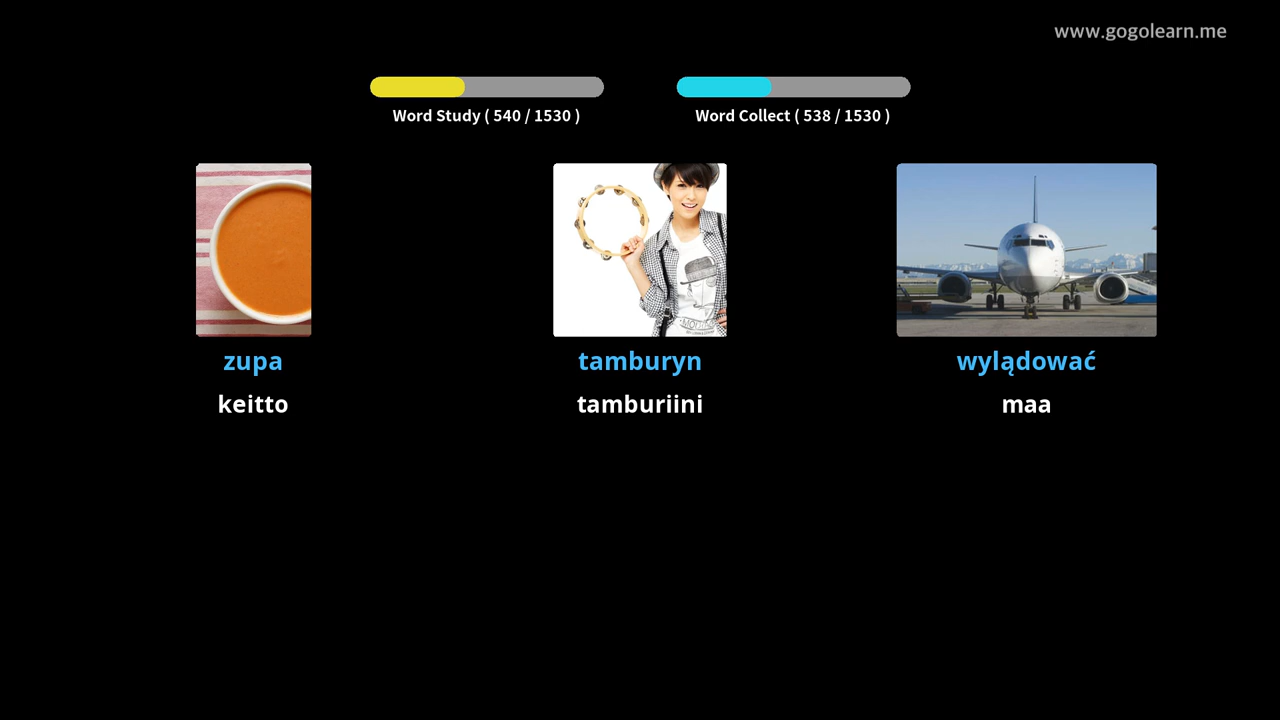 www.gogolearn.me
Word Study ( 540 / 1530 )
Word Collect ( 538 / 1530 )
zupa
tamburyn
wylądować
keitto
tamburiini
maa